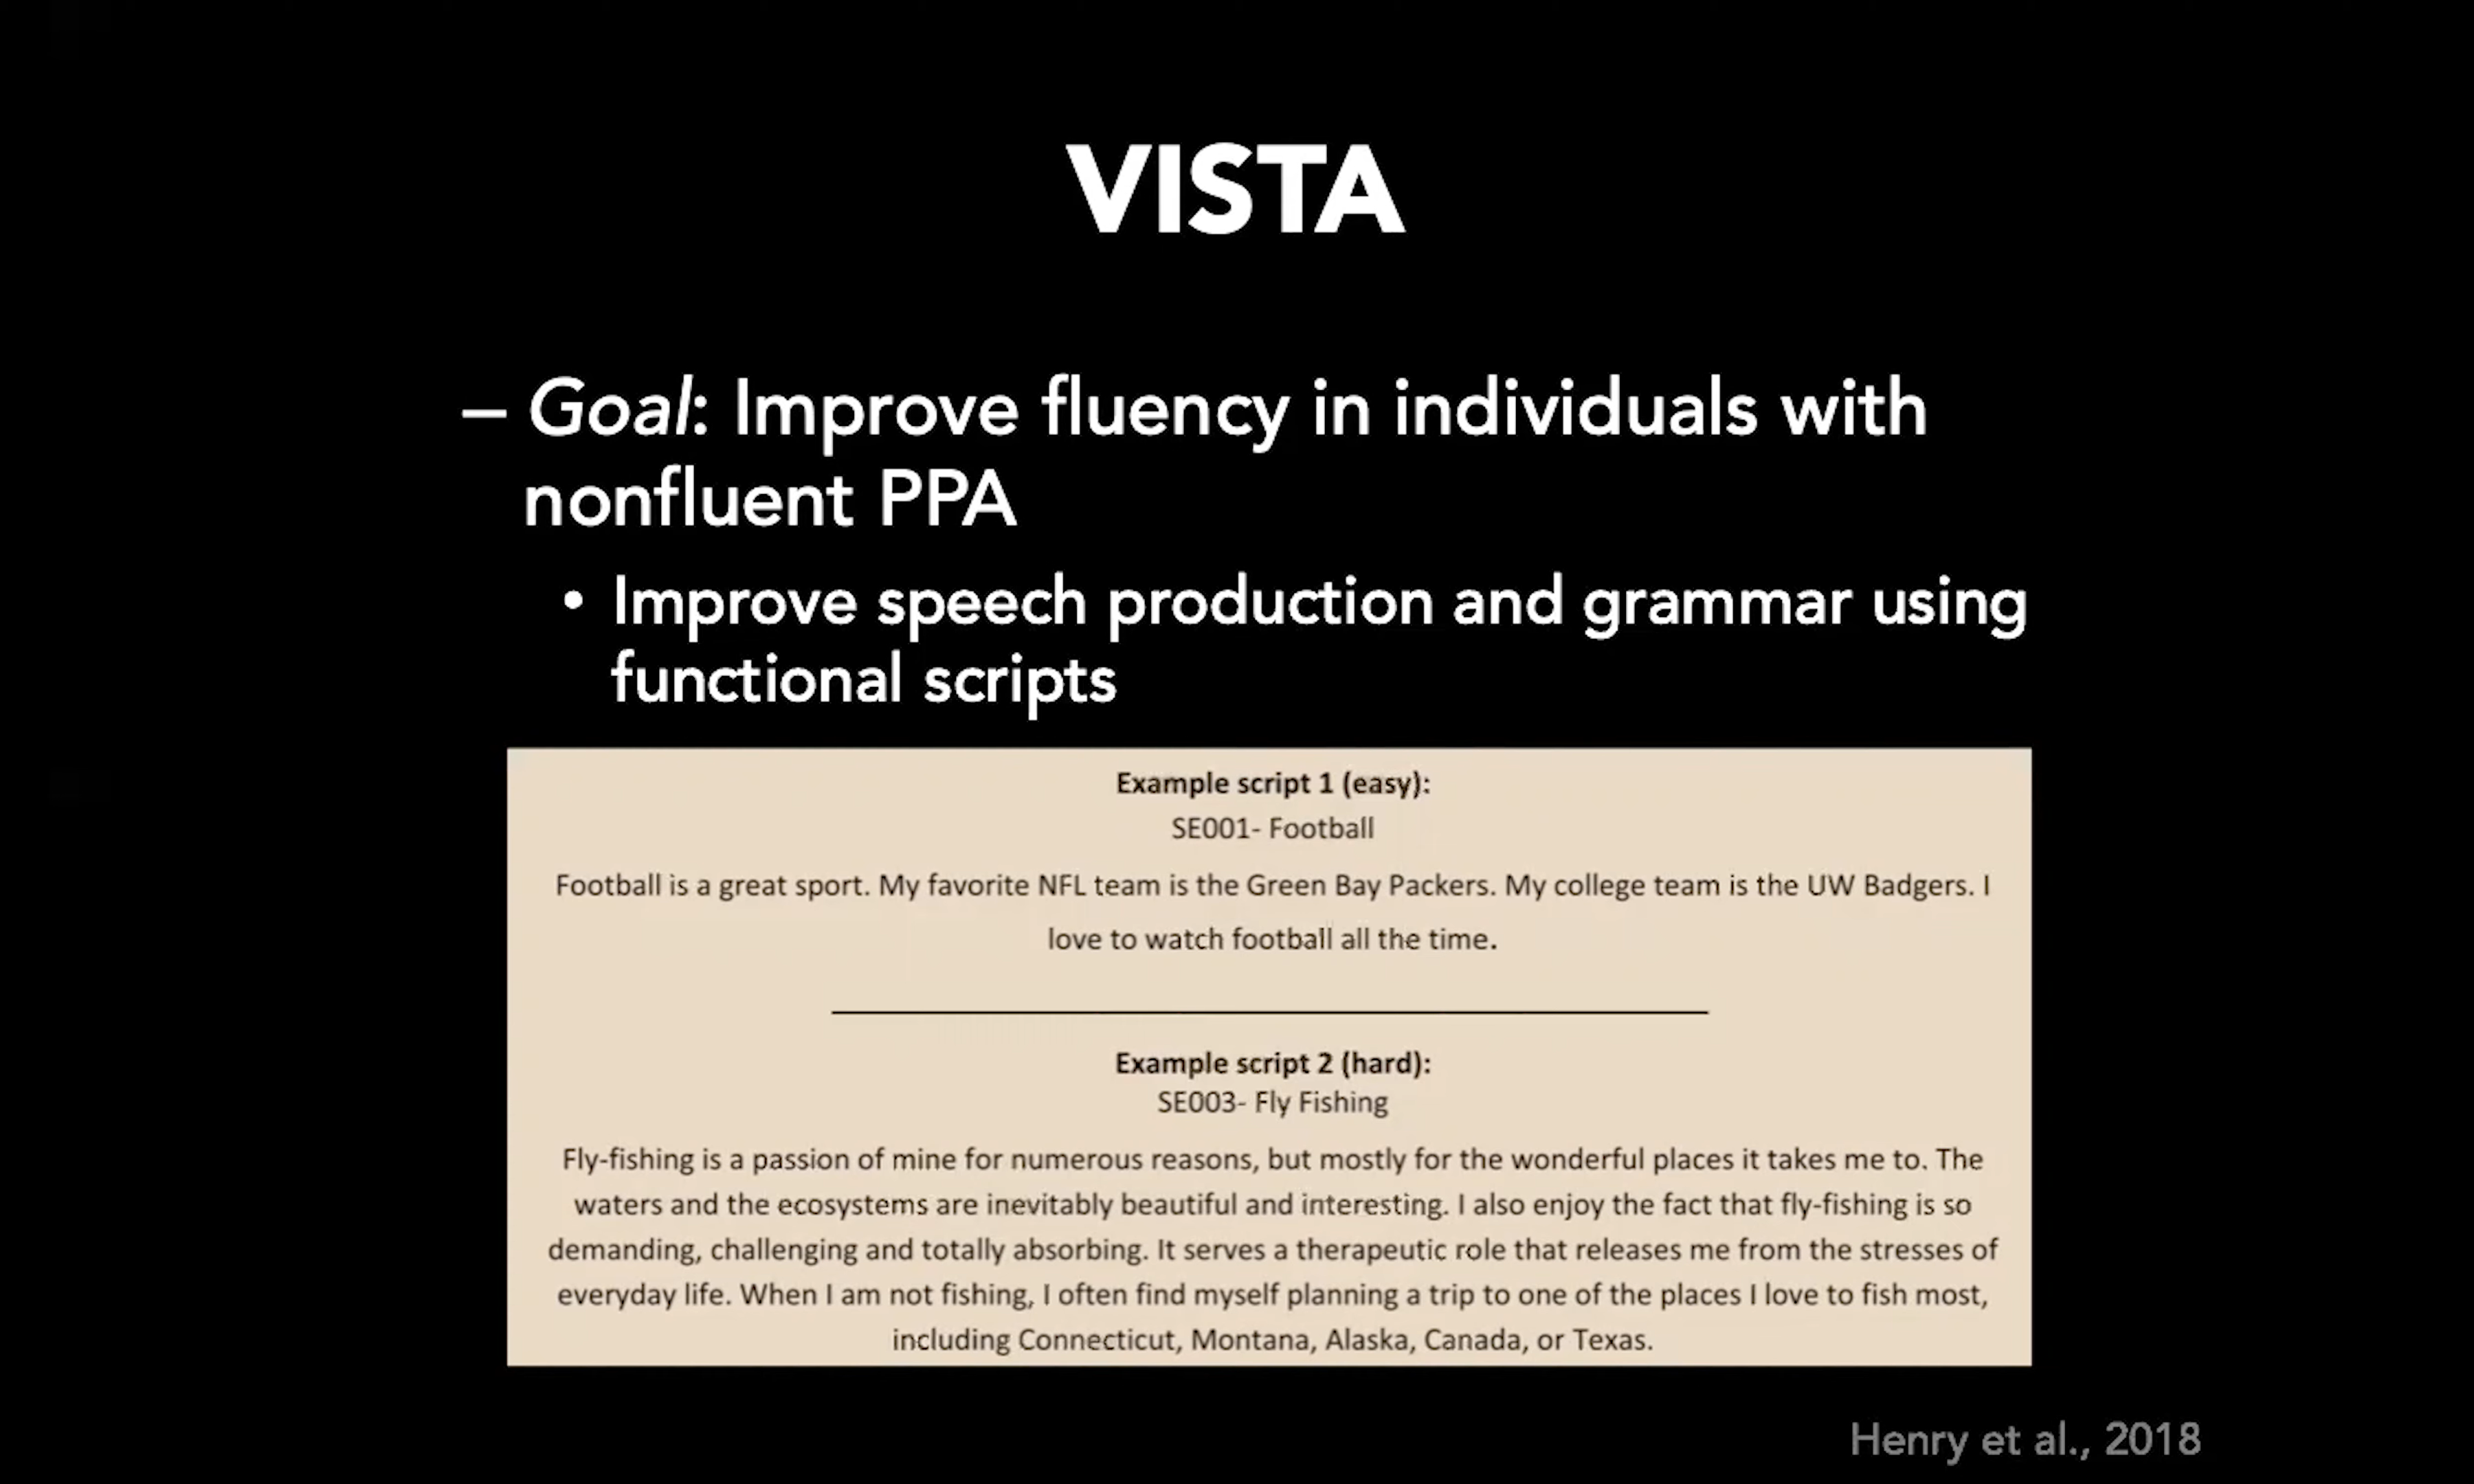 VISTA
– Goal: Improve fluency in individuals with
nonfluent PPA
• Improve speech production and grammar using
functional scripts
Example script 1 (easy):
SE001- Football
Football is a great sport. My favorite NFL team is the Green Bay Packers. My college team is the UW Badgers. I
love to watch football all the time.
Example script 2 (hard):
SE003- Fly Fishing
Fly-fishing is a passion of mine for numerous reasons, but mostly for the wonderful places it takes me to. The
waters and the ecosystems are inevitably beautiful and interesting. I also enjoy the fact that fly-fishing is so
demanding, challenging and totally absorbing. It serves a therapeutic role that releases me from the stresses of
everyday life. When I am not fishing, I often find myself planning a trip to one of the places I love to fish most,
including Connecticut, Montana, Alaska, Canada, or Texas.
Henry et al., 2018